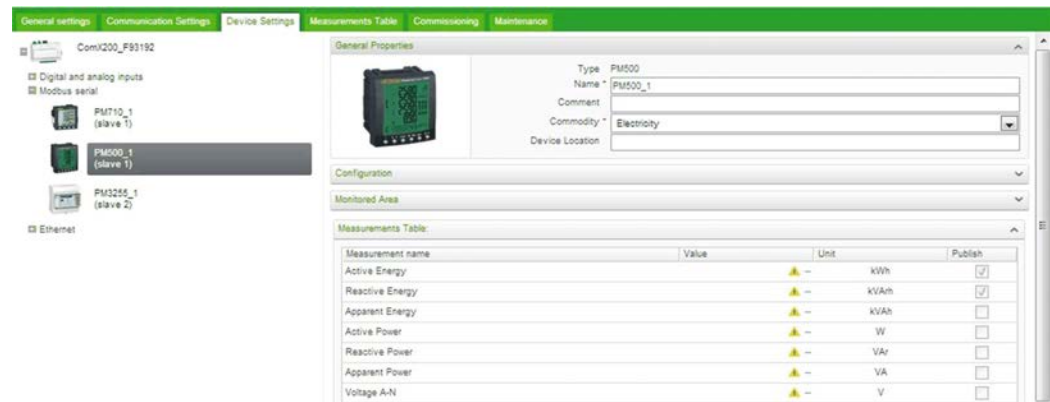 General settings Communication Settings Device Settings Measurements Table Commissioning Maintenance
ComX200_F93192
Digital and analog inputs
Modbus serial
PM710_1
(slave 1)
PM500_1
(slave 1)
PM3255_1
(slave 2)
Ethernet
General Properties
Type PM500
Name * PM500_1
Comment
Commodity * Electricity
Device Location
Configuration
Monitored Area
Measurements Table:
Measurement name Value Unit Publish
Active Energy -- kWh
Reactive Energy -- kVArh
Apparent Energy -- kVAh
Active Power -- W
Reactive Power -- VAr
Apparent Power -- VA
Voltage A-N -- V